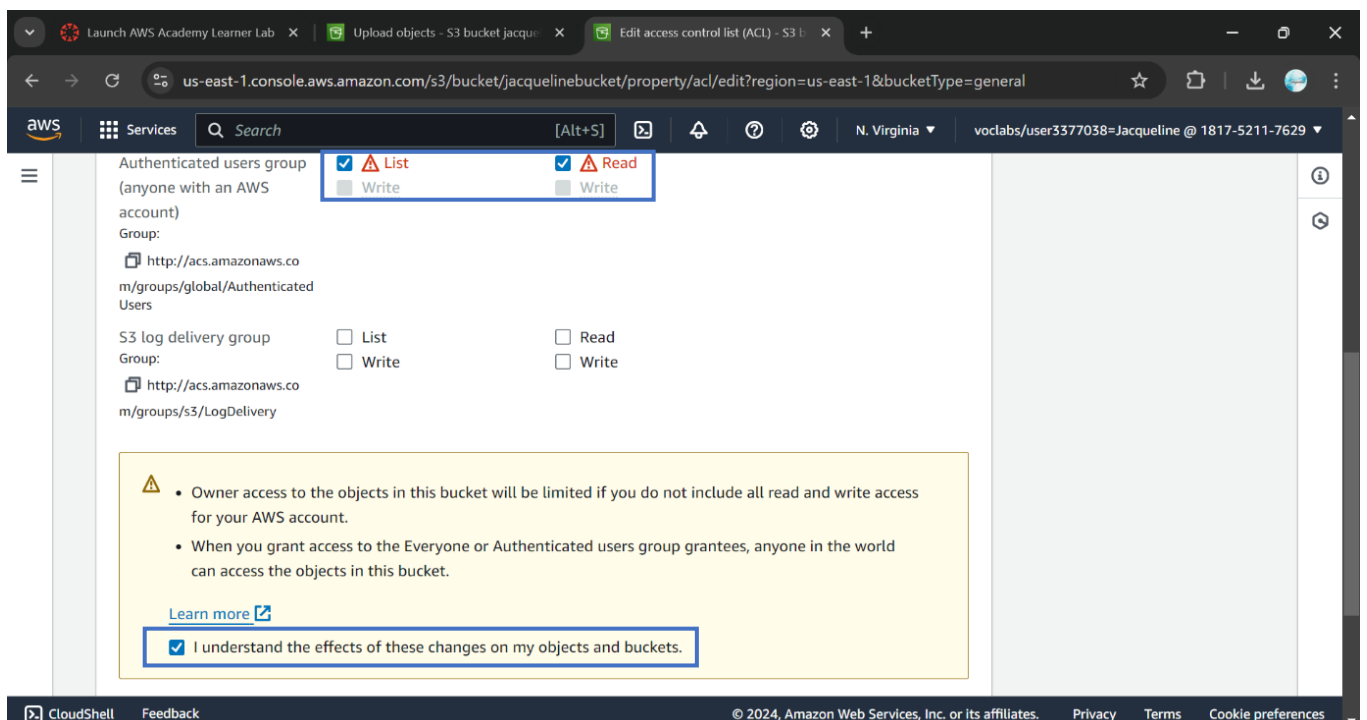 Launch AWS Academy Learner Lab
Upload objects - S3 bucket jacque
Edit access control list (ACL) - S3 b
us-east-1.console.aws.amazon.com/s3/bucket/jacquelinebucket/property/acl/edit?region=us-east-1&bucketType=general
aws
Services
Search
[Alt+S]
N. Virginia
voclabs/user3377038=Jacqueline @ 1817-5211-7629
Authenticated users group
(anyone with an AWS
account)
Group:
http://acs.amazonaws.co
m/groups/global/Authenticated
Users
List
Write
Read
Write
S3 log delivery group
Group:
http://acs.amazonaws.co
m/groups/s3/LogDelivery
List
Write
Read
Write
• Owner access to the objects in this bucket will be limited if you do not include all read and write access
for your AWS account.
• When you grant access to the Everyone or Authenticated users group grantees, anyone in the world
can access the objects in this bucket.
Learn more
I understand the effects of these changes on my objects and buckets.
CloudShell
Feedback
© 2024, Amazon Web Services, Inc. or its affiliates.
Privacy
Terms
Cookie preferences